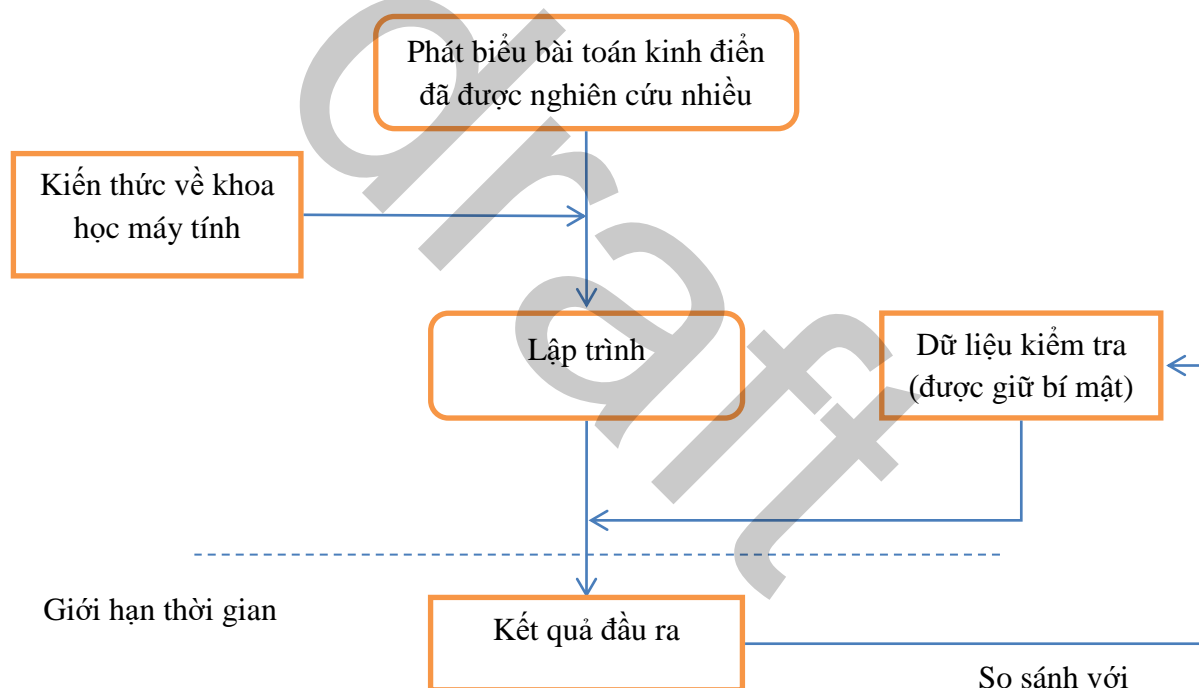 Phát biểu bài toán kinh điển
đã được nghiên cứu nhiều
Kiến thức về khoa
học máy tính
Lập trình
Dữ liệu kiểm tra
(được giữ bí mật)
Giới hạn thời gian
Kết quả đầu ra
So sánh với
draft